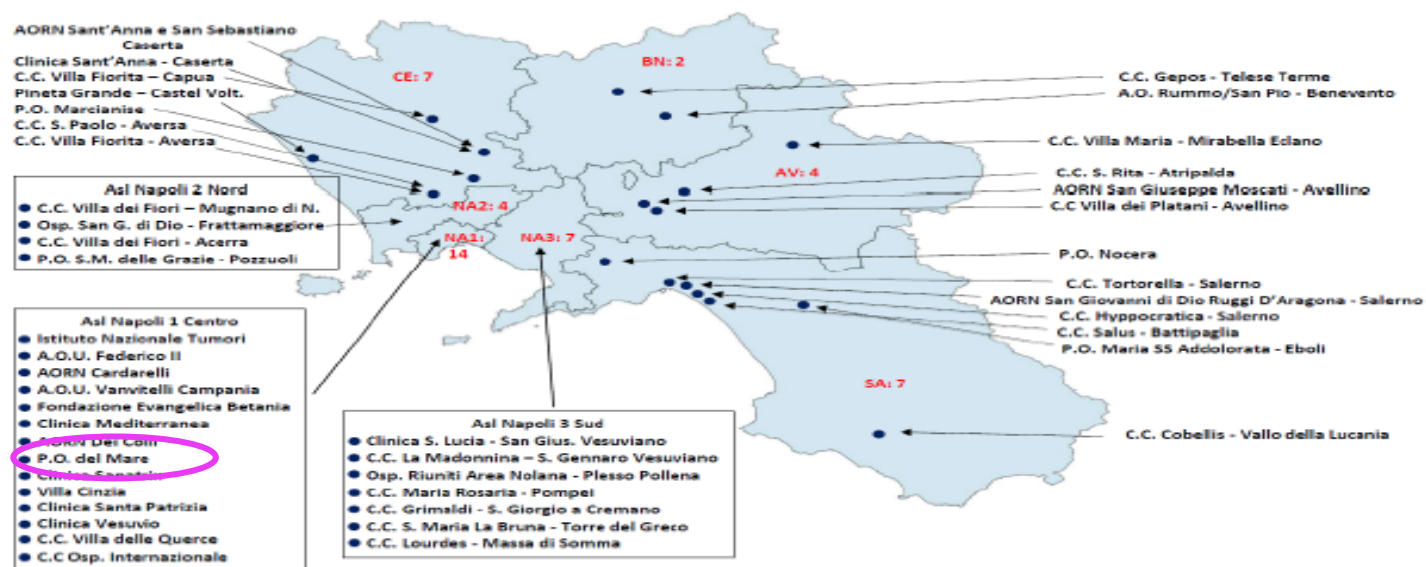 AORN Sant'Anna e San Sebastiano
Caserta
Clinica Sant'Anna - Caserta
C.C. Villa Fiorita – Capua
Pineta Grande – Castel Volt.
P.O. Marcianise
C.C. S. Paolo - Aversa
C.C. Villa Fiorita - Aversa
CE: 7
BN: 2
C.C. Gepos - Telese Terme
A.O. Rummo/San Pio - Benevento
C.C. Villa Maria - Mirabella Eclano
AV: 4
C.C. S. Rita - Atripalda
AORN San Giuseppe Moscati - Avellino
C.C Villa dei Platani - Avellino
Asl Napoli 2 Nord
C.C. Villa dei Fiori – Mugnano di N.
Osp. San G. di Dio - Frattamaggiore
C.C. Villa dei Fiori - Acerra
P.O. S.M. delle Grazie - Pozzuoli
NA2: 4
NA1:
14
NA3: 7
P.O. Nocera
C.C. Tortorella - Salerno
AORN San Giovanni di Dio Ruggi D'Aragona - Salerno
C.C. Hyppocratica - Salerno
C.C. Salus - Battipaglia
P.O. Maria SS Addolorata - Eboli
SA: 7
C.C. Cobellis - Vallo della Lucania
Asl Napoli 1 Centro
Istituto Nazionale Tumori
A.O.U. Federico II
AORN Cardarelli
A.O.U. Vanvitelli Campania
Fondazione Evangelica Betania
Clinica Mediterranea
AORN Dei Colli
P.O. del Mare
Clinica Sanatrix
Villa Cinzia
Clinica Santa Patrizia
Clinica Vesuvio
C.C. Villa delle Querce
C.C Osp. Internazionale
Asl Napoli 3 Sud
Clinica S. Lucia - San Gius. Vesuviano
C.C. La Madonnina – S. Gennaro Vesuviano
Osp. Riuniti Area Nolana - Plesso Pollena
C.C. Maria Rosaria - Pompei
C.C. Grimaldi - S. Giorgio a Cremano
C.C. S. Maria La Bruna - Torre del Greco
C.C. Lourdes - Massa di Somma